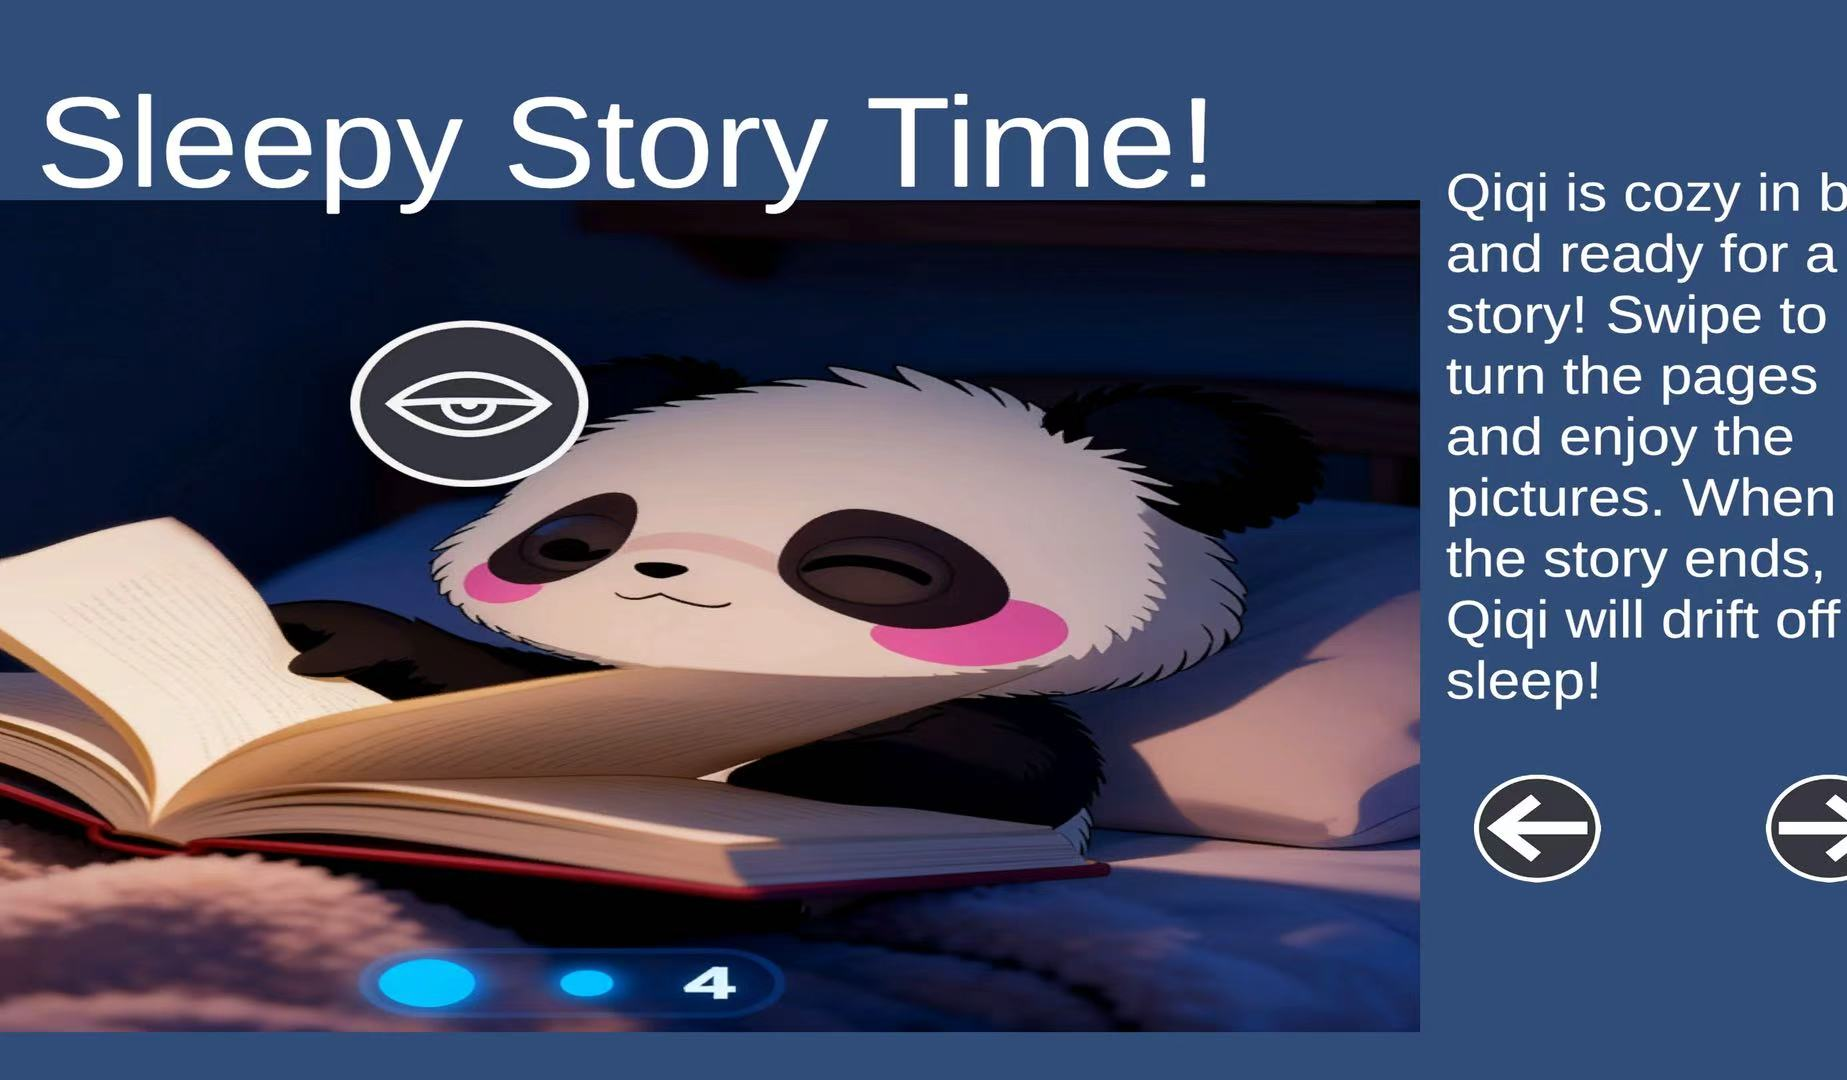 Sleepy Story Time!
Qiqi is cozy in b
and ready for a
story! Swipe to
turn the pages
and enjoy the
pictures. When
the story ends,
Qiqi will drift off
sleep!
4